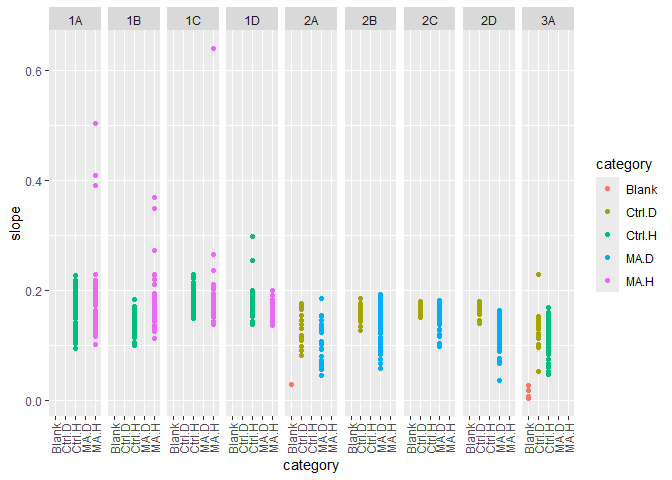 1A 1B 1C 1D 2A 2B 2C 2D 3A
0.6
0.4
0.2
0.0
slope
Blank Ctrl.D Ctrl.H MA.D MA.H Blank Ctrl.D Ctrl.H MA.D MA.H Blank Ctrl.D Ctrl.H MA.D MA.H Blank Ctrl.D Ctrl.H MA.D MA.H Blank Ctrl.D Ctrl.H MA.D MA.H Blank Ctrl.D Ctrl.H MA.D MA.H Blank Ctrl.D Ctrl.H MA.D MA.H Blank Ctrl.D Ctrl.H MA.D MA.H Blank Ctrl.D Ctrl.H MA.D MA.H
category
category
Blank
Ctrl.D
Ctrl.H
MA.D
MA.H